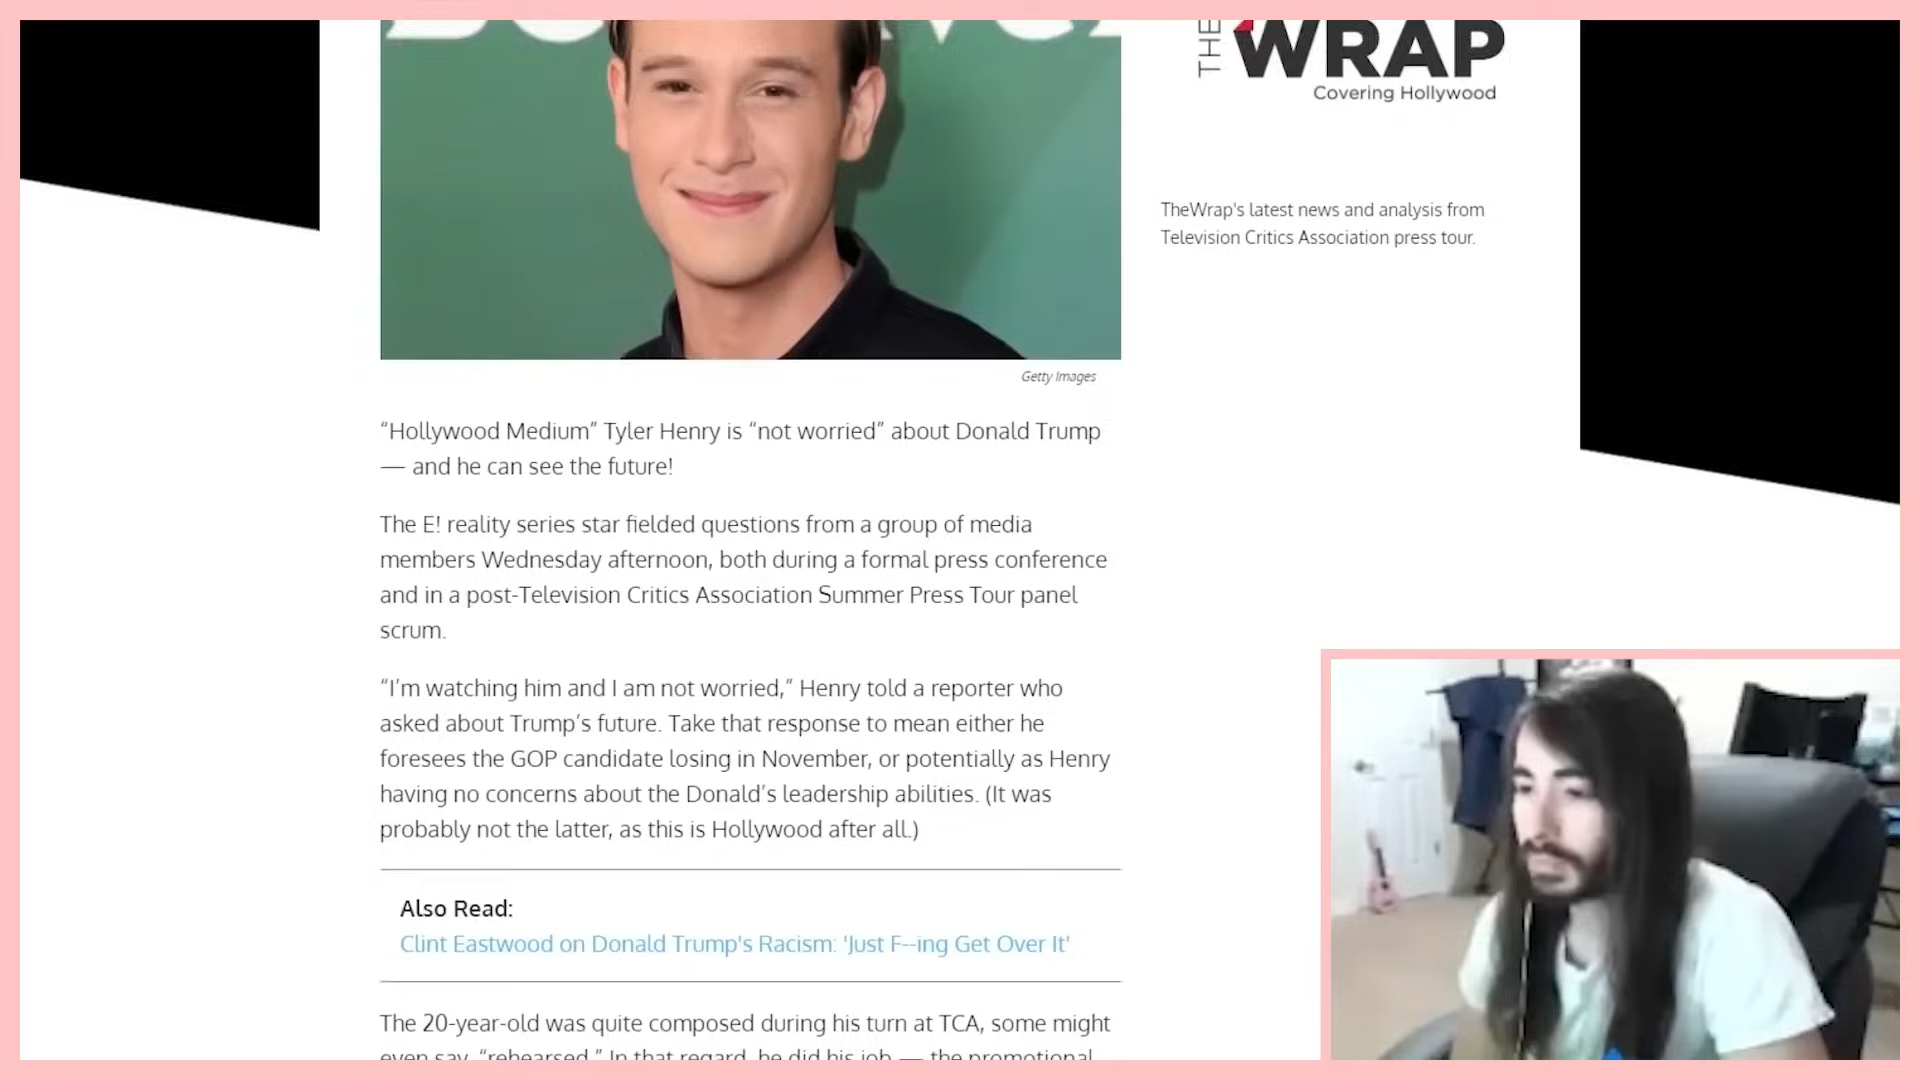 THE
WRAP
Covering Hollywood
TheWrap's latest news and analysis from
Television Critics Association press tour.
Getty Images
“Hollywood Medium” Tyler Henry is “not worried” about Donald Trump
— and he can see the future!
The E! reality series star fielded questions from a group of media
members Wednesday afternoon, both during a formal press conference
and in a post-Television Critics Association Summer Press Tour panel
scrum.
“I’m watching him and I am not worried,” Henry told a reporter who
asked about Trump’s future. Take that response to mean either he
foresees the GOP candidate losing in November, or potentially as Henry
having no concerns about the Donald’s leadership abilities. (It was
probably not the latter, as this is Hollywood after all.)
Also Read:
Clint Eastwood on Donald Trump's Racism: 'Just F--ing Get Over It'
The 20-year-old was quite composed during his turn at TCA, some might
even say, “rehearsed.” In that regard, he did his job — the promotional